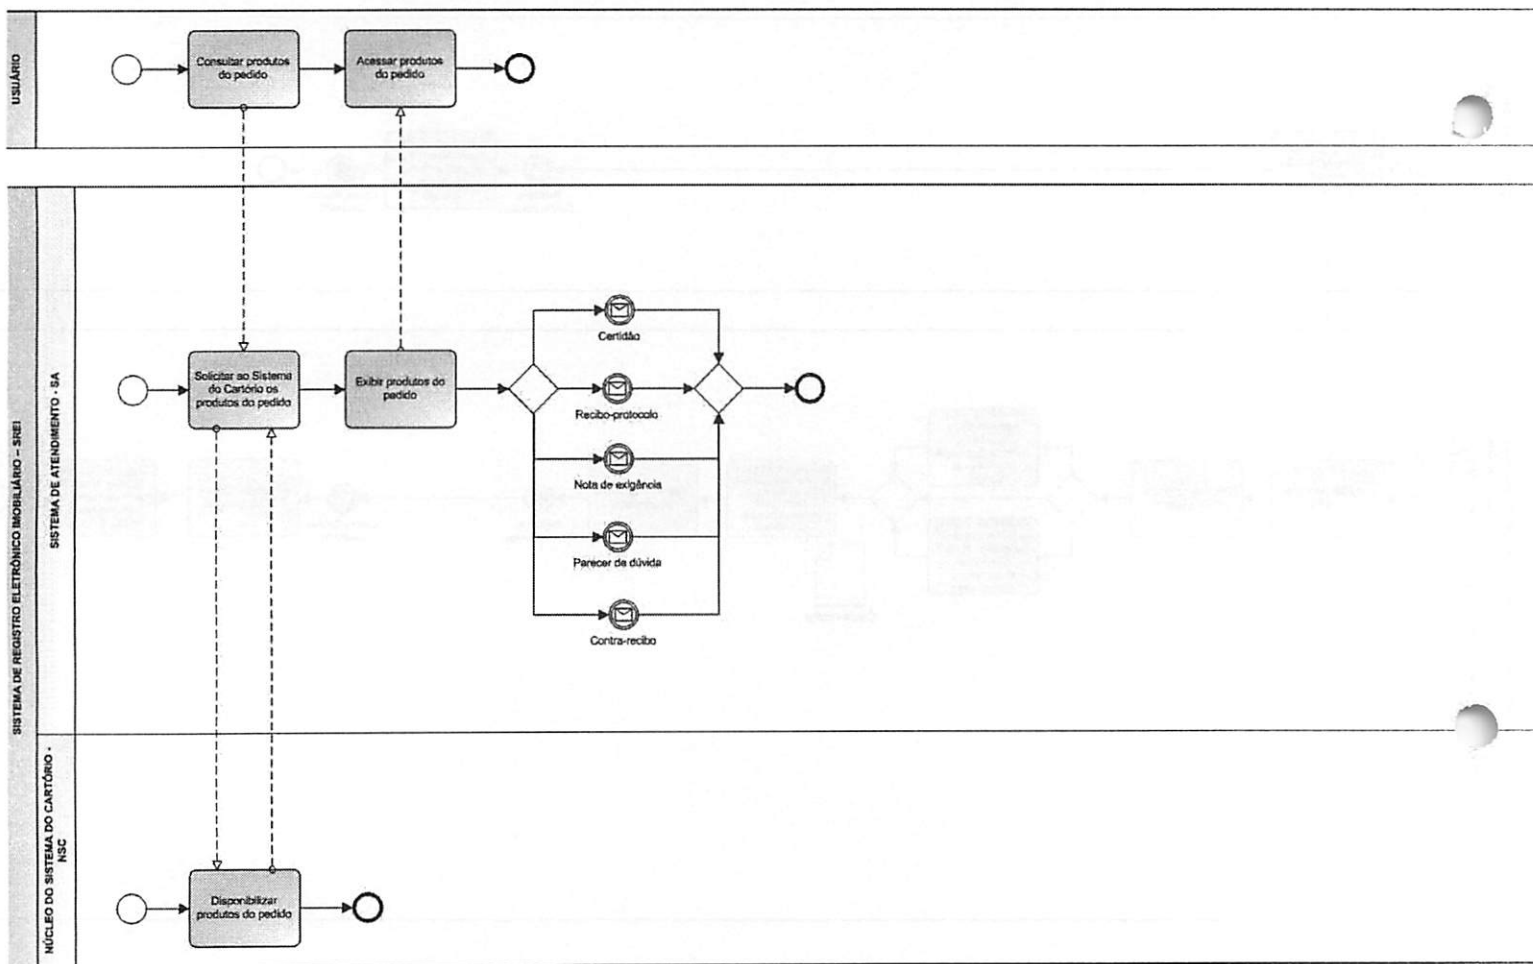 USUÁRIO
Consultar produtos
do pedido
Acessar produtos
do pedido
SISTEMA DE REGISTRO ELETRÔNICO IMOBILIÁRIO – SREI
SISTEMA DE ATENDIMENTO - SA
Solicitar ao Sistema
do Cartório os
produtos do pedido
Exibir produtos do
pedido
Certidão
Recibo-protocolo
Nota de exigência
Parecer de dúvida
Contra-recibo
NÚCLEO DO SISTEMA DO CARTÓRIO -
NSC
Disponibilizar
produtos do pedido